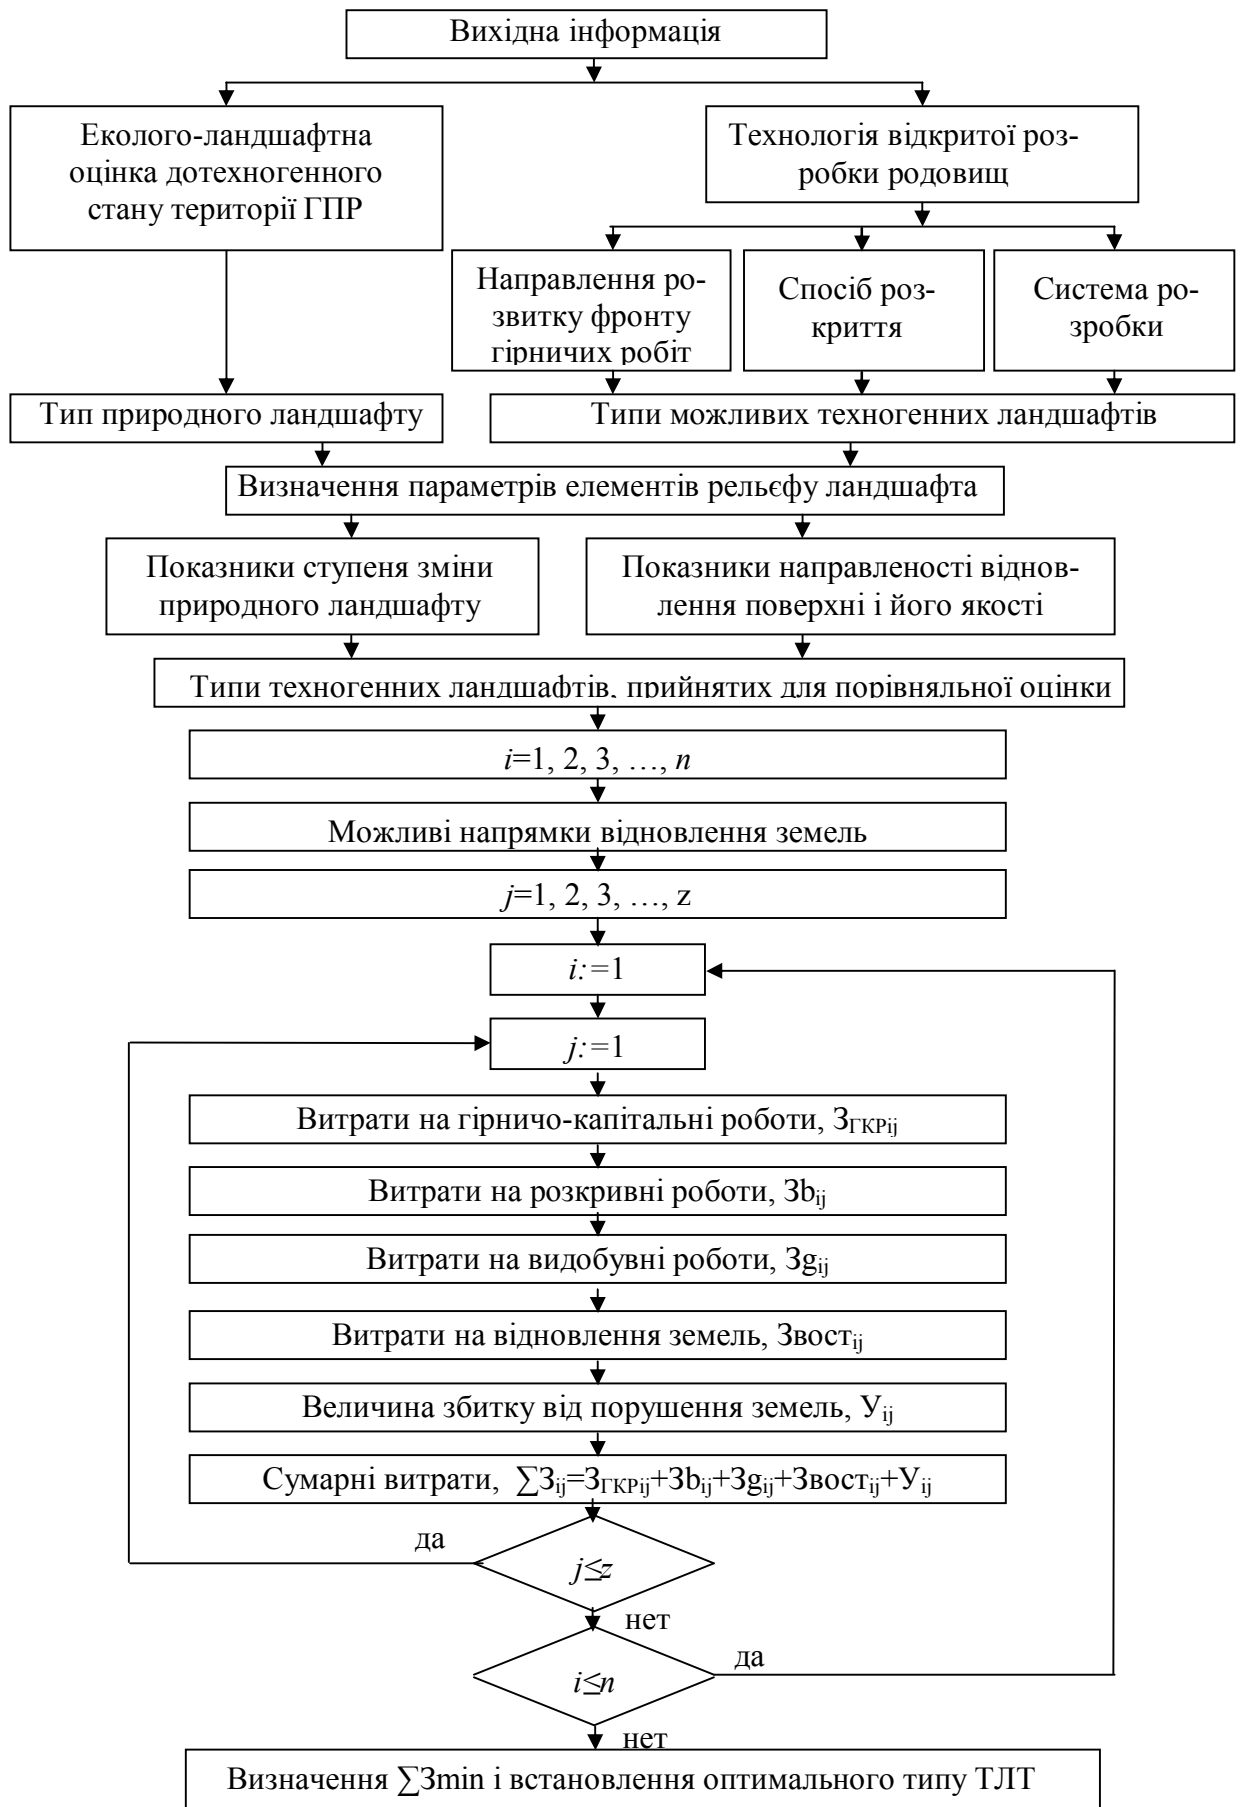 Вихідна інформація
Еколого-ландшафтна
оцінка дотехногенного
стану території ГПР
Технологія відкритої роз-
робки родовищ
Направлення ро-
звитку фронту
гірничих робіт
Спосіб роз-
криття
Система ро-
зробки
Тип природного ландшафту
Типи можливих техногенних ландшафтів
Визначення параметрів елементів рельєфу ландшафта
Показники ступеня зміни
природного ландшафту
Показники направленості віднов-
лення поверхні і його якості
Типи техногенних ландшафтів, прийнятих для порівняльної оцінки
i=1, 2, 3, …, n
Можливі напрямки відновлення земель
j=1, 2, 3, …, z
i:=1
j:=1
Витрати на гірничо-капітальні роботи, ЗГКРij
Витрати на розкривні роботи, Зbij
Витрати на видобувні роботи, Зgij
Витрати на відновлення земель, Звостij
Величина збитку від порушення земель, Уij
Сумарні витрати, ∑Зij=ЗГКРij+Зbij+Зgij+Звостij+Уij
да
j≤z
нет
да
i≤n
нет
Визначення ∑Зmin і встановлення оптимального типу ТЛТ